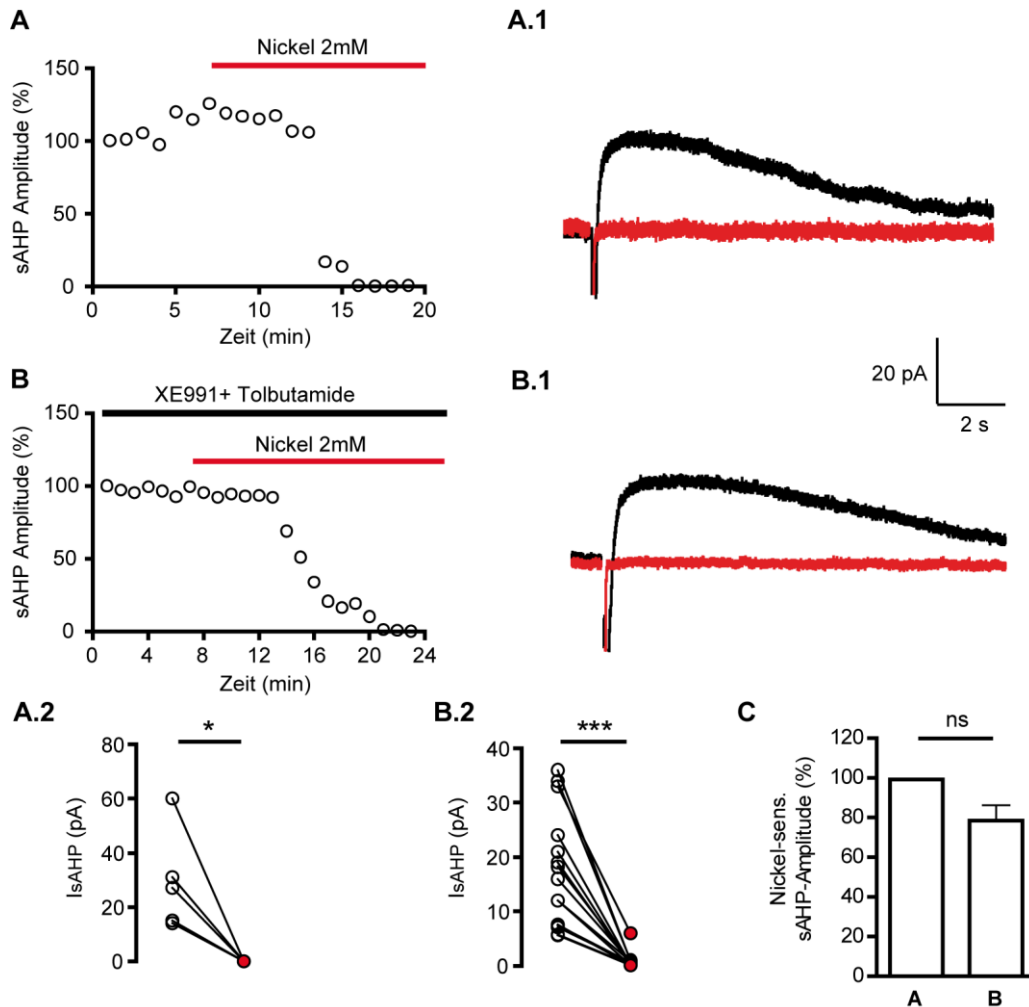 A
Nickel 2mM
150
100
50
0
sAHP Amplitude (%)
0 5 10 15 20
Zeit (min)
A.1
B
XE991+ Tolbutamide
Nickel 2mM
150
100
50
0
sAHP Amplitude (%)
0 4 8 12 16 20 24
Zeit (min)
B.1
20 pA
2 s
A.2
*
80
60
40
20
0
IsAHP (pA)
B.2
***
40
30
20
10
0
IsAHP (pA)
C
ns
120
100
80
60
40
20
0
Nickel-sens.
sAHP-Amplitude (%)
A B